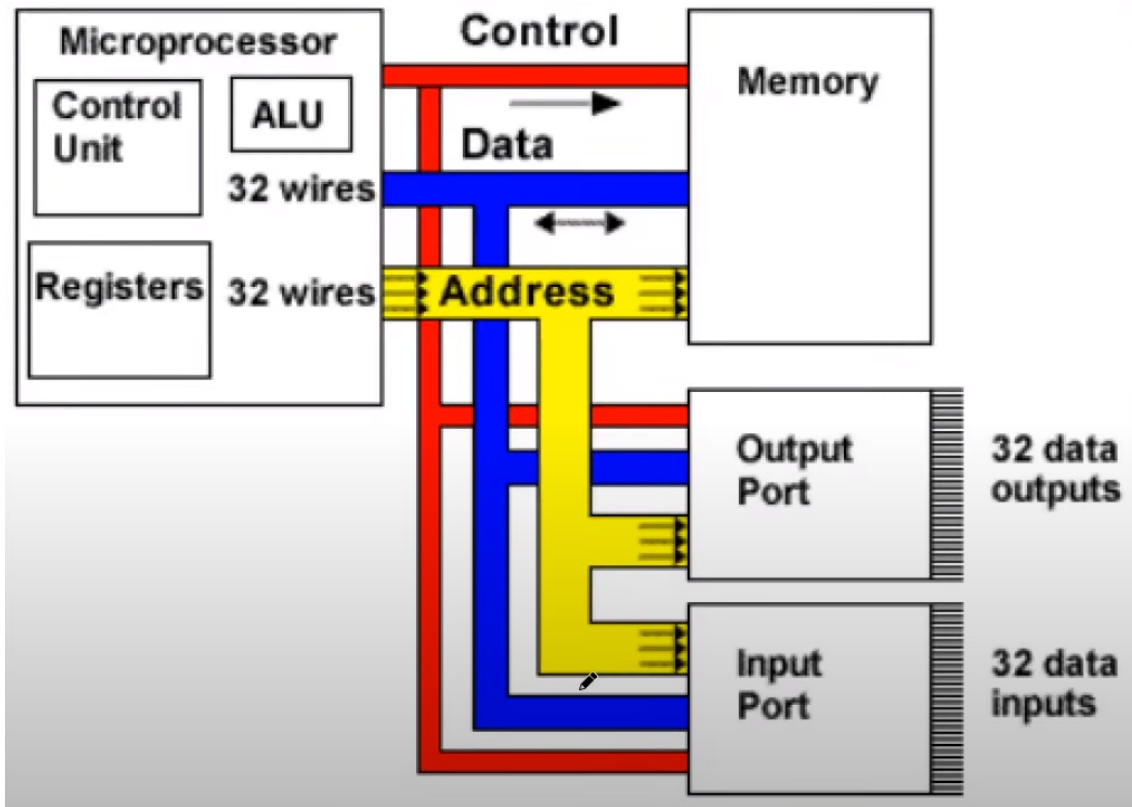 Microprocessor
Control
Unit
ALU
32 wires
Registers
32 wires
Control
Data
Address
Memory
Output
Port
32 data
outputs
Input
Port
32 data
inputs